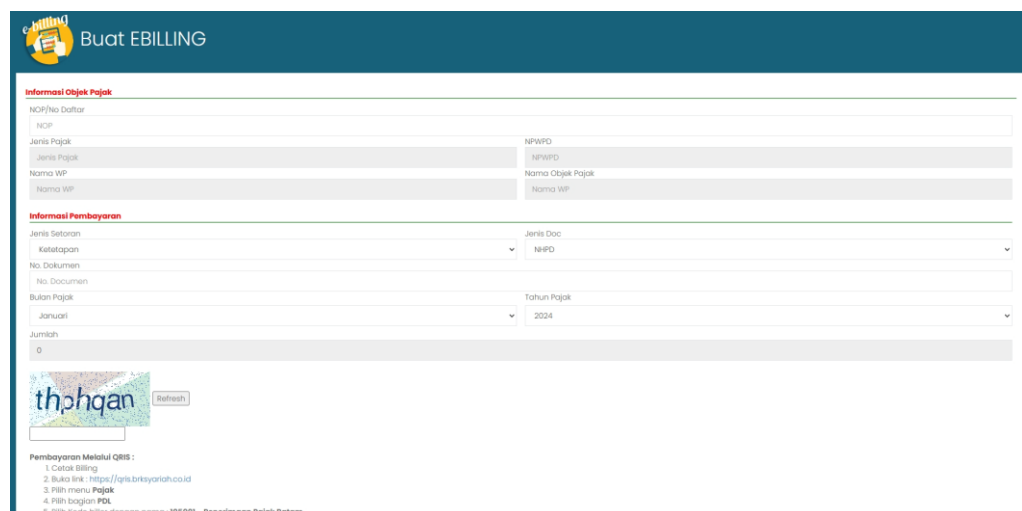 e-billing
Buat EBILLING
Informasi Objek Pajak
NOP/No Daftar
NOP
Jenis Pajak NPWPD
Jenis Pajak NPWPD
Nama WP Nama Objek Pajak
Nama WP Nama WP
Informasi Pembayaran
Jenis Setoran Jenis Doc
Ketetapan NHPD
No. Dokumen
No. Documen
Bulan Pajak Tahun Pajak
Januari 2024
Jumlah
0
thphqan Refresh
Pembayaran Melalui QRIS :
1. Cetak Billing
2. Buka link : https://qris.brksyariah.co.id
3. Pilih menu Pajak
4. Pilih bagian PDL